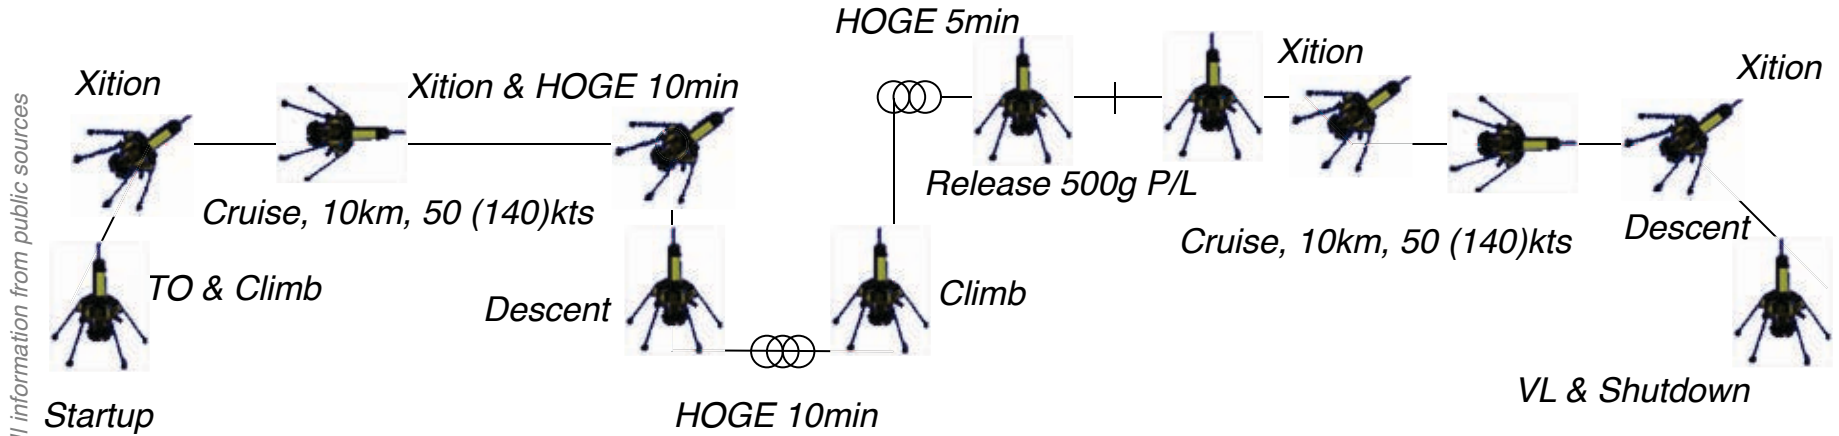 HOGE 5min
Xition
Xition & HOGE 10min
Xition
Xition
Release 500g P/L
Cruise, 10km, 50 (140)kts
Cruise, 10km, 50 (140)kts
Descent
TO & Climb
Descent
Climb
VL & Shutdown
Startup
HOGE 10min
information from public sources